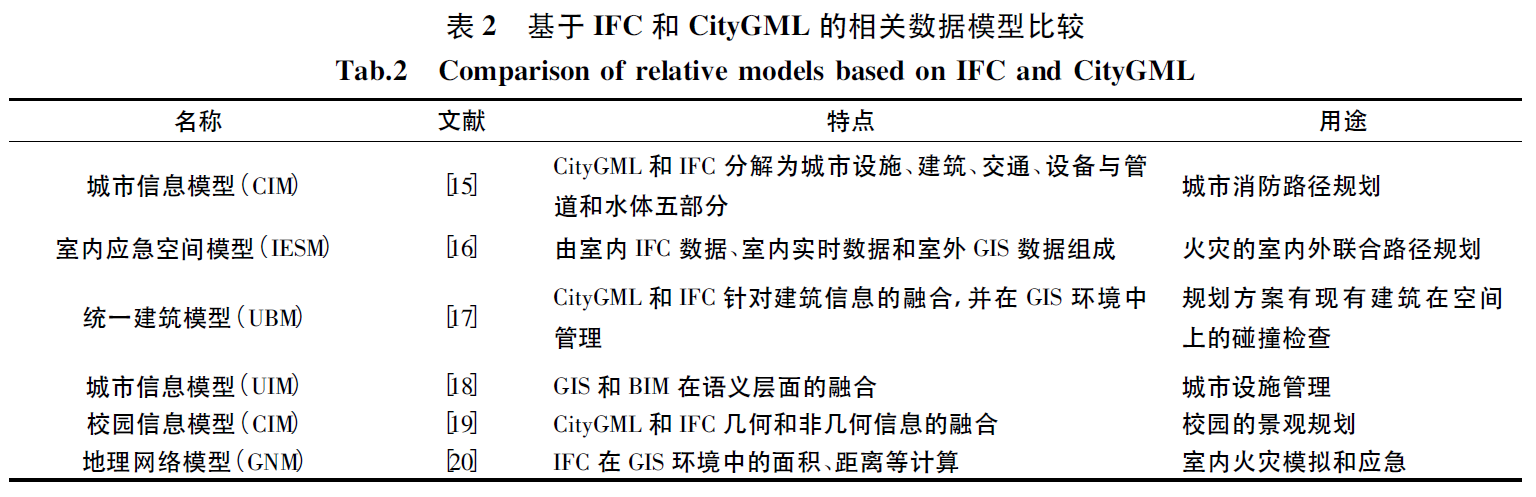 表 2 基于 IFC 和 CityGML 的相关数据模型比较
Tab.2 Comparison of relative models based on IFC and CityGML
名称 文献 特点 用途
城市信息模型(CIM) [15] CityGML 和 IFC 分解为城市设施、建筑、交通、设备与管道和水体五部分 城市消防路径规划
室内应急空间模型(IESM) [16] 由室内 IFC 数据、室内实时数据和室外 GIS 数据组成 火灾的室内外联合路径规划
统一建筑模型(UBM) [17] CityGML 和 IFC 针对建筑信息的融合,并在 GIS 环境中管理 规划方案有现有建筑在空间上的碰撞检查
城市信息模型(UIM) [18] GIS 和 BIM 在语义层面的融合 城市设施管理
校园信息模型(CIM) [19] CityGML 和 IFC 几何和非几何信息的融合 校园的景观规划
地理网络模型(GNM) [20] IFC 在 GIS 环境中的面积、距离等计算 室内火灾模拟和应急